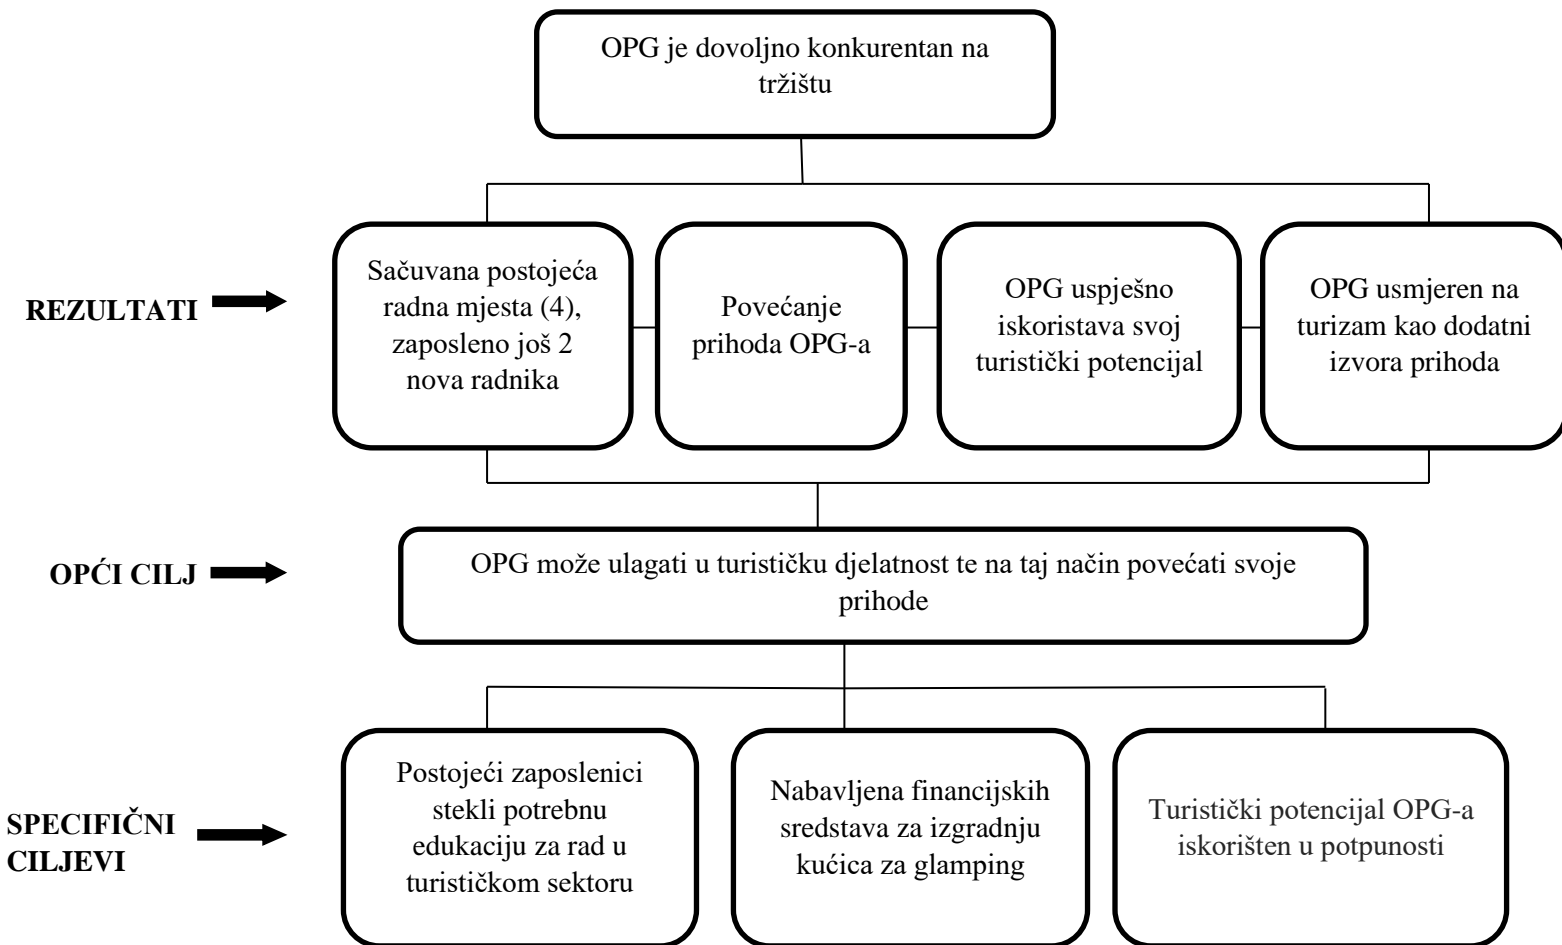 OPG je dovoljno konkurentan na
tržištu
REZULTATI
Sačuvana postojeća
radna mjesta (4),
zaposleno još 2
nova radnika
Povećanje
prihoda OPG-a
OPG uspješno
iskoristava svoj
turistički potencijal
OPG usmjeren na
turizam kao dodatni
izvora prihoda
OPĆI CILJ
OPG može ulagati u turističku djelatnost te na taj način povećati svoje
prihode
SPECIFIČNI
CILJEVI
Postojeći zaposlenici
stekli potrebnu
edukaciju za rad u
turističkom sektoru
Nabavljena financijskih
sredstava za izgradnju
kućica za glamping
Turistički potencijal OPG-a
iskorišten u potpunosti